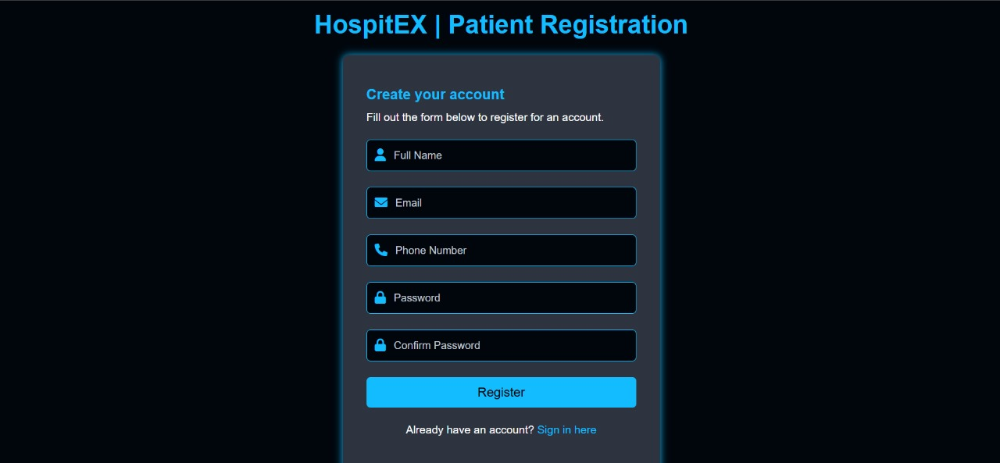 HospitEX | Patient Registration
Create your account
Fill out the form below to register for an account.
Full Name
Email
Phone Number
Password
Confirm Password
Register
Already have an account? Sign in here